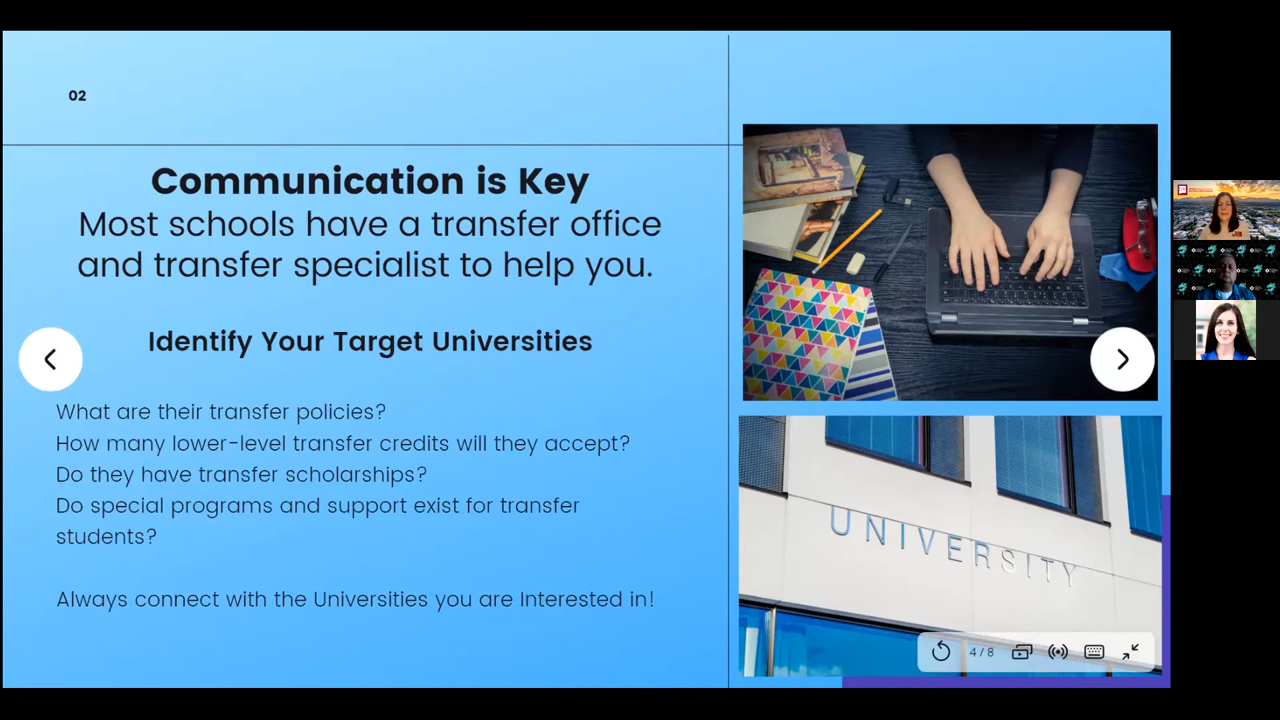 02
Communication is Key
Most schools have a transfer office
and transfer specialist to help you.
Identify Your Target Universities
What are their transfer policies?
How many lower-level transfer credits will they accept?
Do they have transfer scholarships?
Do special programs and support exist for transfer
students?
Always connect with the Universities you are Interested in!
UNIVERSITY
4/8